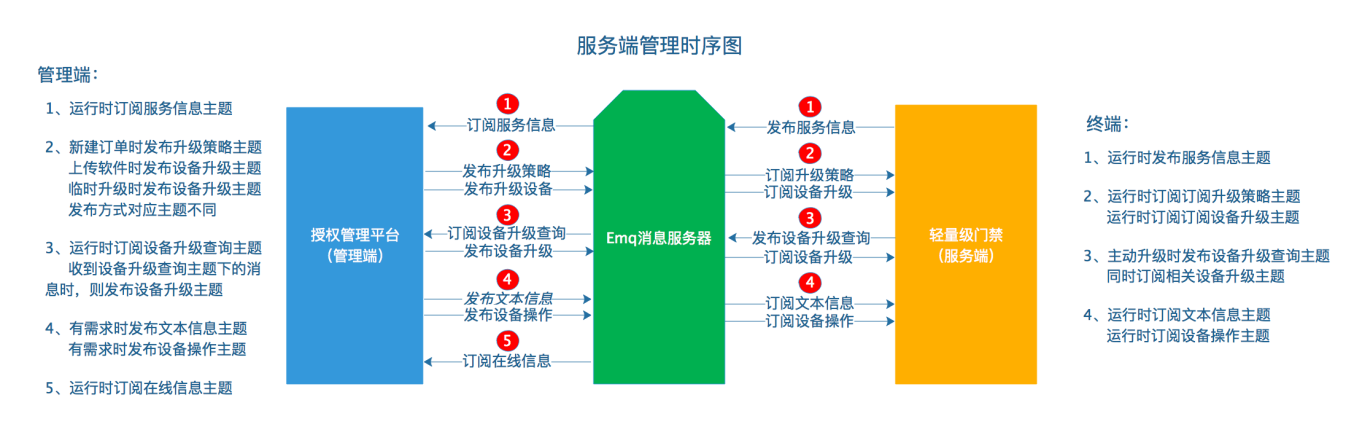 服务端管理时序图
管理端：
1、运行时订阅服务信息主题
2、新建订单时发布升级策略主题
上传软件时发布设备升级主题
临时升级时发布设备升级主题
发布方式对应主题不同
3、运行时订阅设备升级查询主题
收到设备升级查询主题下的消
息时，则发布设备升级主题
4、有需求时发布文本信息主题
有需求时发布设备操作主题
5、运行时订阅在线信息主题
授权管理平台
（管理端）
1
订阅服务信息
2
发布升级策略
发布升级设备
3
订阅设备升级查询
发布设备升级
4
发布文本信息
发布设备操作
5
订阅在线信息
Emq消息服务器
1
发布服务信息
2
订阅升级策略
订阅设备升级
3
发布设备升级查询
订阅设备升级
4
订阅文本信息
订阅设备操作
轻量级门禁
（服务端）
终端：
1、运行时发布服务信息主题
2、运行时订阅订阅升级策略主题
运行时订阅订阅设备升级主题
3、主动升级时发布设备升级查询主题
同时订阅相关设备升级主题
4、运行时订阅文本信息主题
运行时订阅设备操作主题